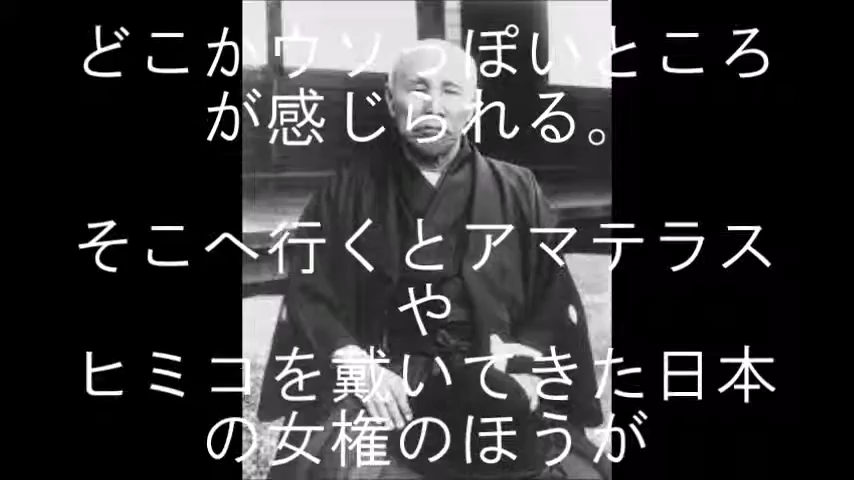 どこかウソっぽいところ
が感じられる。
そこへ行くとアマテラス
や
ヒミコを戴いてきた日本
の女権のほうが